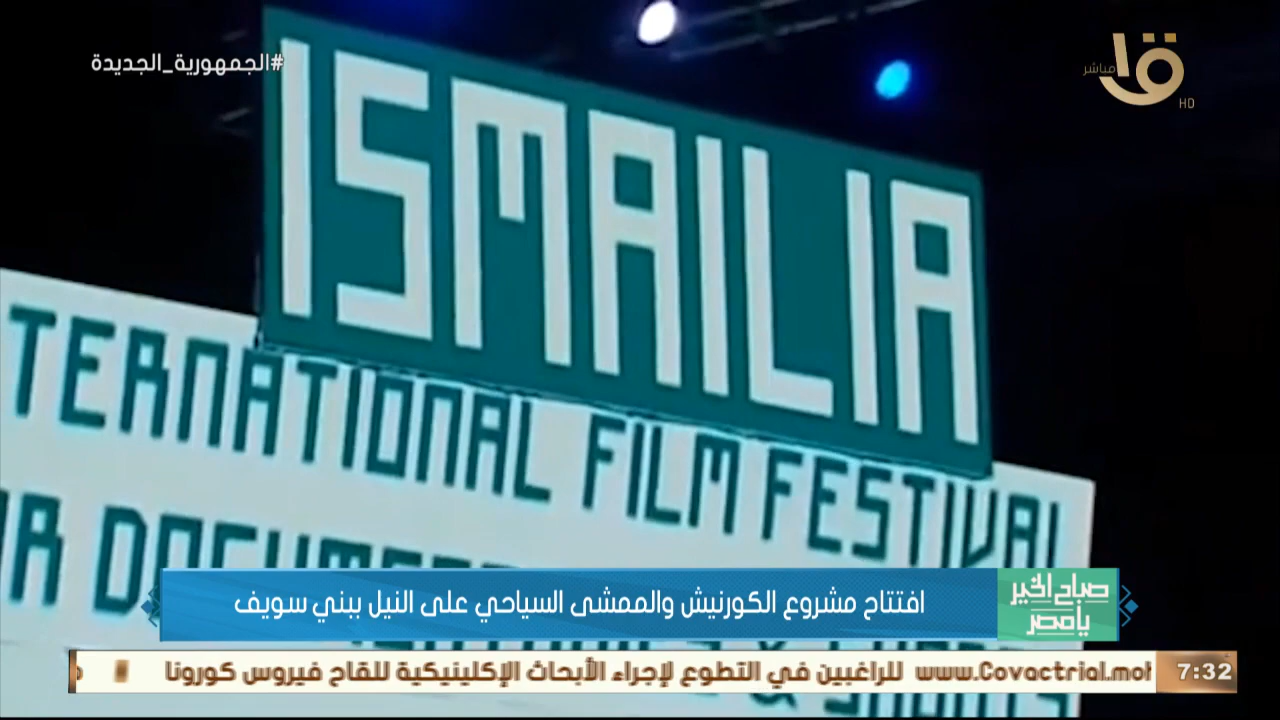 #الجمهورية_الجديدة
مباشر
HD
ISMAILIA
TERNATIONAL FILM FESTIVAL
صباح الخير يا مصر
افتتاح مشروع الكورنيش والممشى السياحي على النيل ببني سويف
للراغبين في التطوع لإجراء الأبحاث الإكلينيكية للقاح فيروس كورونا www.Covactrial.moh
7:32